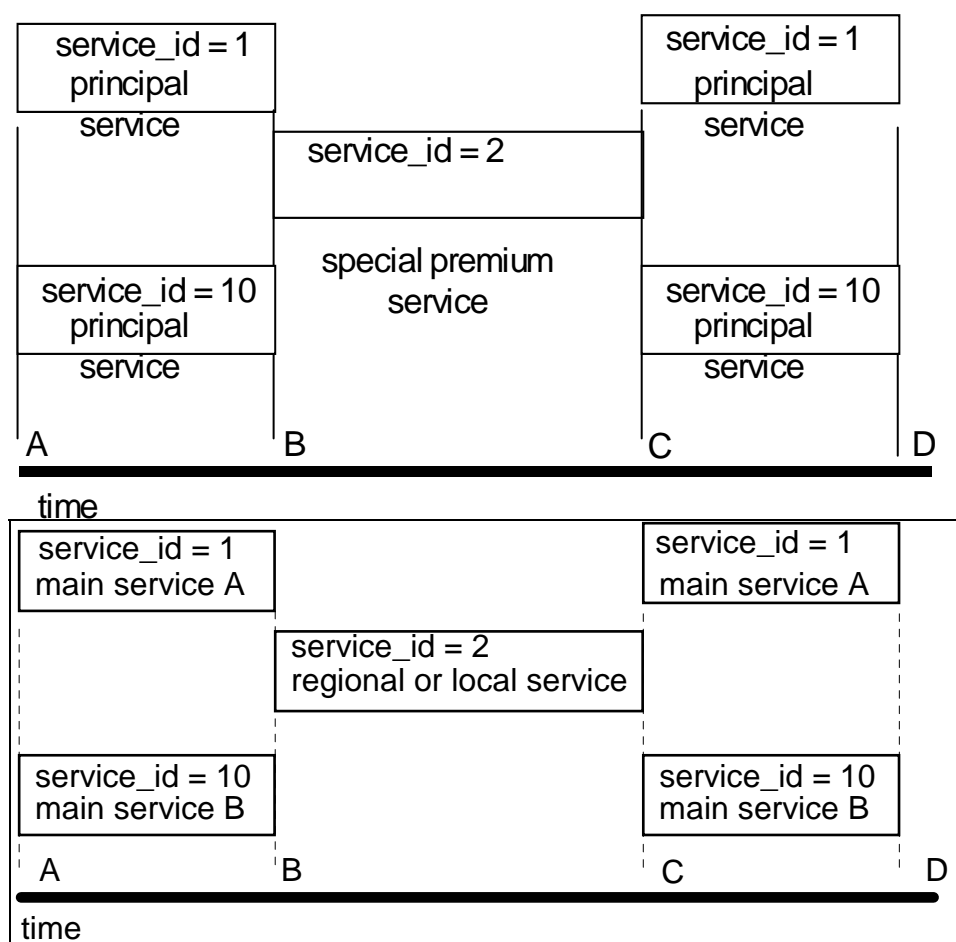 service_id = 1
principal
service
service_id = 1
principal
service
service_id = 2
special premium
service
service_id = 10
principal
service
service_id = 10
principal
service
A
B
C
D
time
service_id = 1
main service A
service_id = 1
main service A
service_id = 2
regional or local service
service_id = 10
main service B
service_id = 10
main service B
A
B
C
D
time